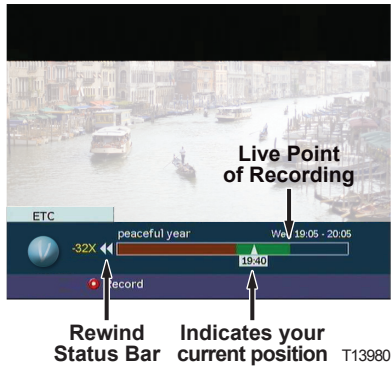 Live Point
of Recording
ETC
peaceful year Wed 19:05 - 20:05
-32X
19:40
Record
Rewind Indicates your
Status Bar current position T13980